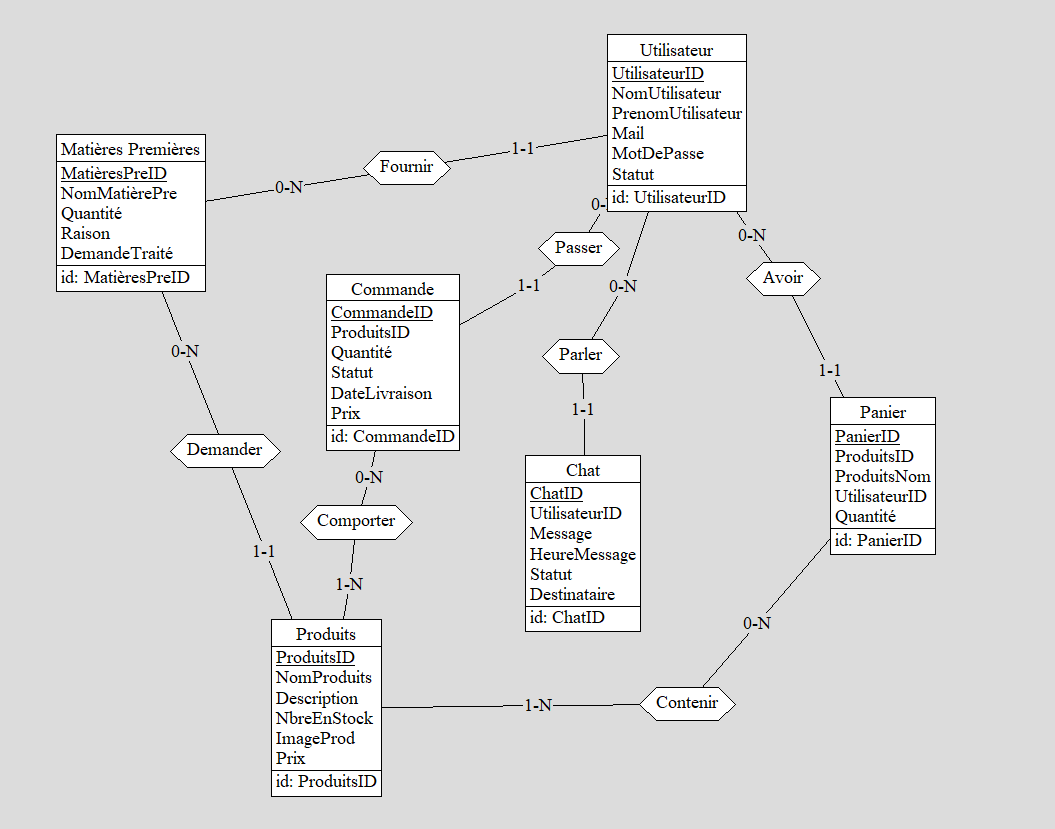 Utilisateur
UtilisateurID
NomUtilisateur
PrenomUtilisateur
Mail
MotDePasse
Statut
id: UtilisateurID
Matières Premières
MatièresPreID
NomMatièrePre
Quantité
Raison
DemandeTraité
id: MatièresPreID
1-1
Fournir
0-N
0-
Passer
1-1
0-N
Parler
1-1
0-N
Avoir
1-1
Commande
CommandeID
ProduitsID
Quantité
Statut
DateLivraison
Prix
id: CommandeID
0-N
Demander
1-1
0-N
Comporter
1-N
Chat
ChatID
UtilisateurID
Message
HeureMessage
Statut
Destinataire
id: ChatID
Panier
PanierID
ProduitsID
ProduitsNom
UtilisateurID
Quantité
id: PanierID
0-N
Contenir
1-N
Produits
ProduitsID
NomProduits
Description
NbreEnStock
ImageProd
Prix
id: ProduitsID